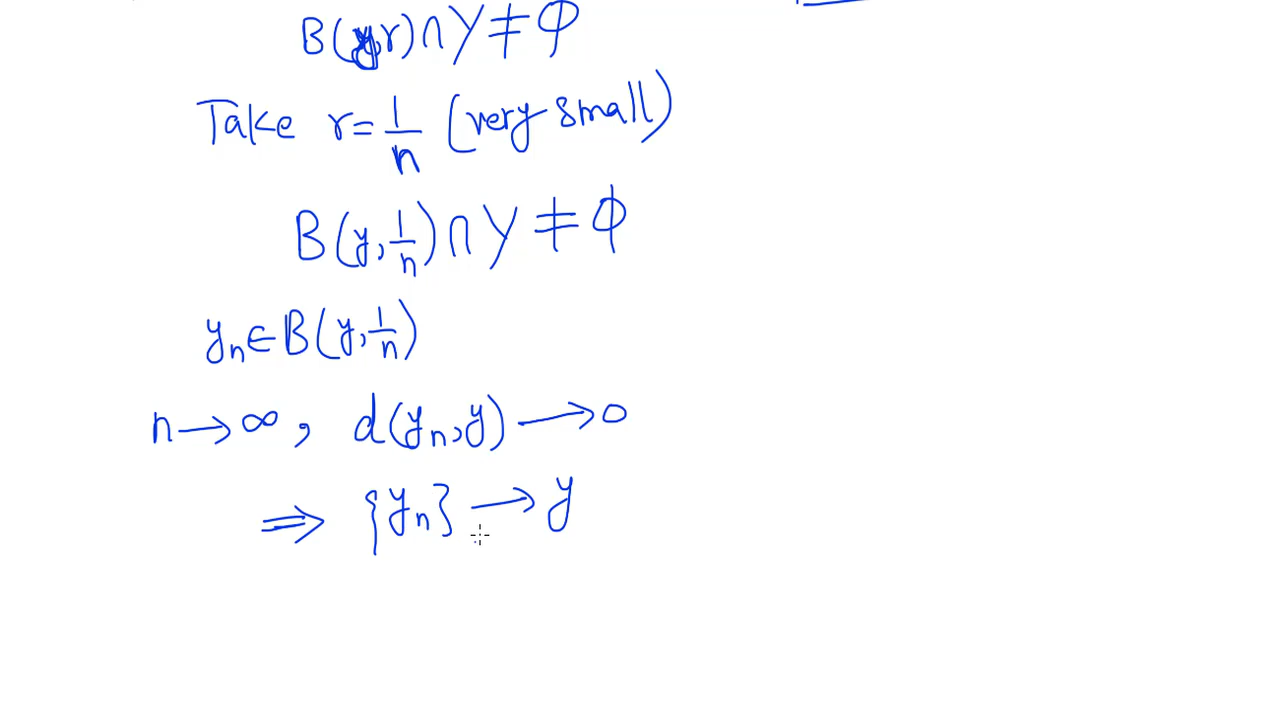 B(y,r)∩Y≠ϕ
Take r=1/n (very small)
B(y,1/n)∩Y≠ϕ
yₙ∈B(y,1/n)
n→∞, d(yₙ,y)→0
⇒ {yₙ}→y